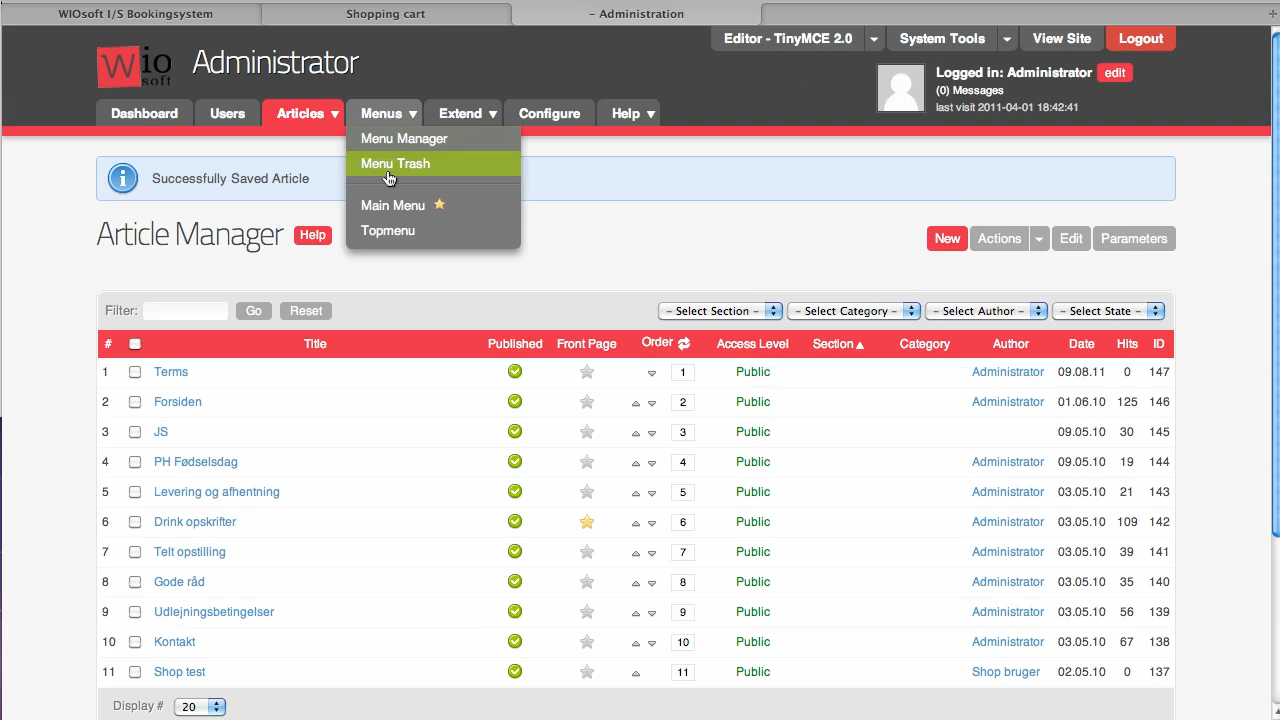 WIOsoft I/S Bookingsystem
Shopping cart
– Administration
Editor - TinyMCE 2.0
System Tools
View Site
Logout
Wio soft
Administrator
Logged in: Administrator edit
(0) Messages
last visit 2011-04-01 18:42:41
Dashboard
Users
Articles ▼
Menus ▼
Extend ▼
Configure
Help ▼
Menu Manager
Menu Trash
Main Menu
Topmenu
Successfully Saved Article
Article Manager Help
New
Actions
Edit
Parameters
Filter: Go Reset
- Select Section -
- Select Category -
- Select Author -
- Select State -
# Title Published Front Page Order Access Level Section▲ Category Author Date Hits ID
1 Terms 1 Public Administrator 09.08.11 0 147
2 Forsiden 2 Public Administrator 01.06.10 125 146
3 JS 3 Public 09.05.10 30 145
4 PH Fødselsdag 4 Public Administrator 09.05.10 19 144
5 Levering og afhentning 5 Public Administrator 03.05.10 21 143
6 Drink opskrifter 6 Public Administrator 03.05.10 109 142
7 Telt opstilling 7 Public Administrator 03.05.10 39 141
8 Gode råd 8 Public Administrator 03.05.10 35 140
9 Udlejningsbetingelser 9 Public Administrator 03.05.10 56 139
10 Kontakt 10 Public Administrator 03.05.10 67 138
11 Shop test 11 Public Shop bruger 02.05.10 0 137
Display # 20